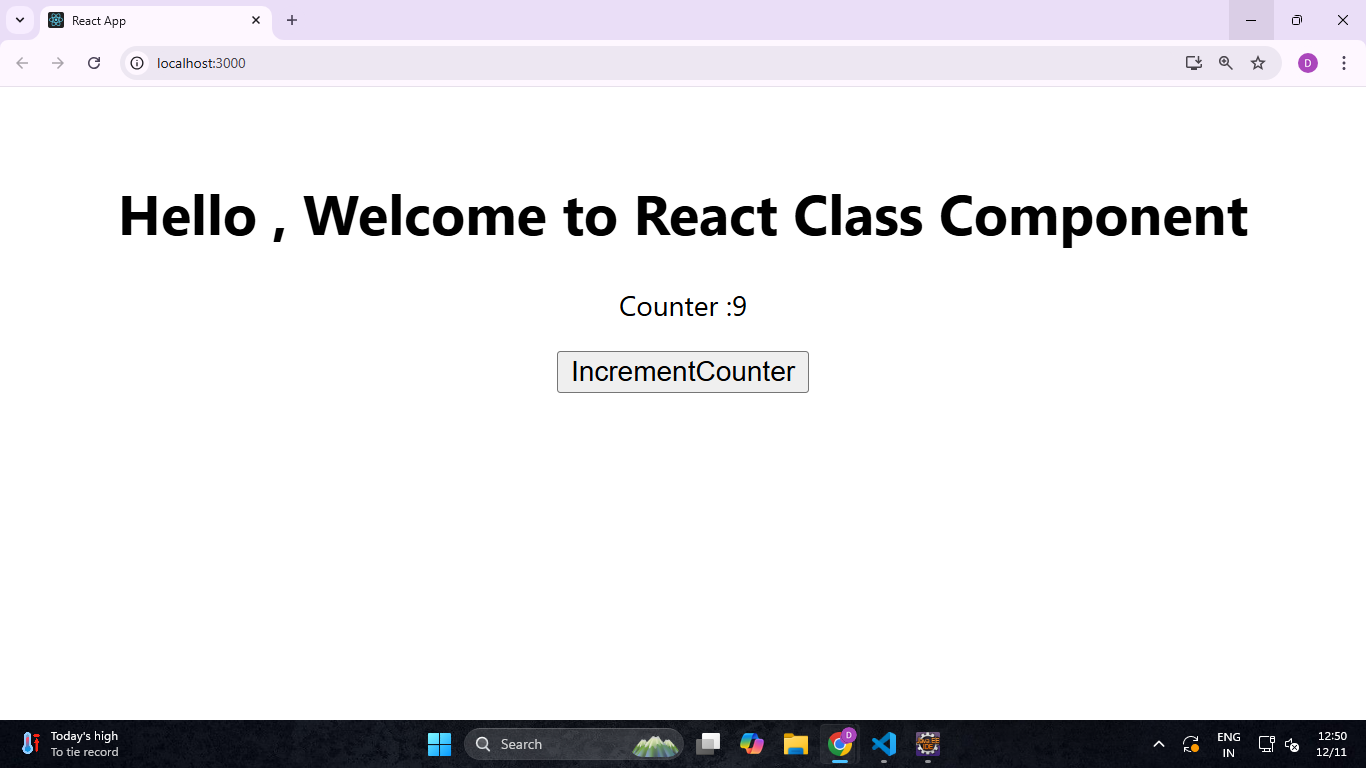 React App
localhost:3000
D
Hello , Welcome to React Class Component
Counter :9
IncrementCounter
Today's high
To tie record
Search
D
ENG
IN
12:50
12/11